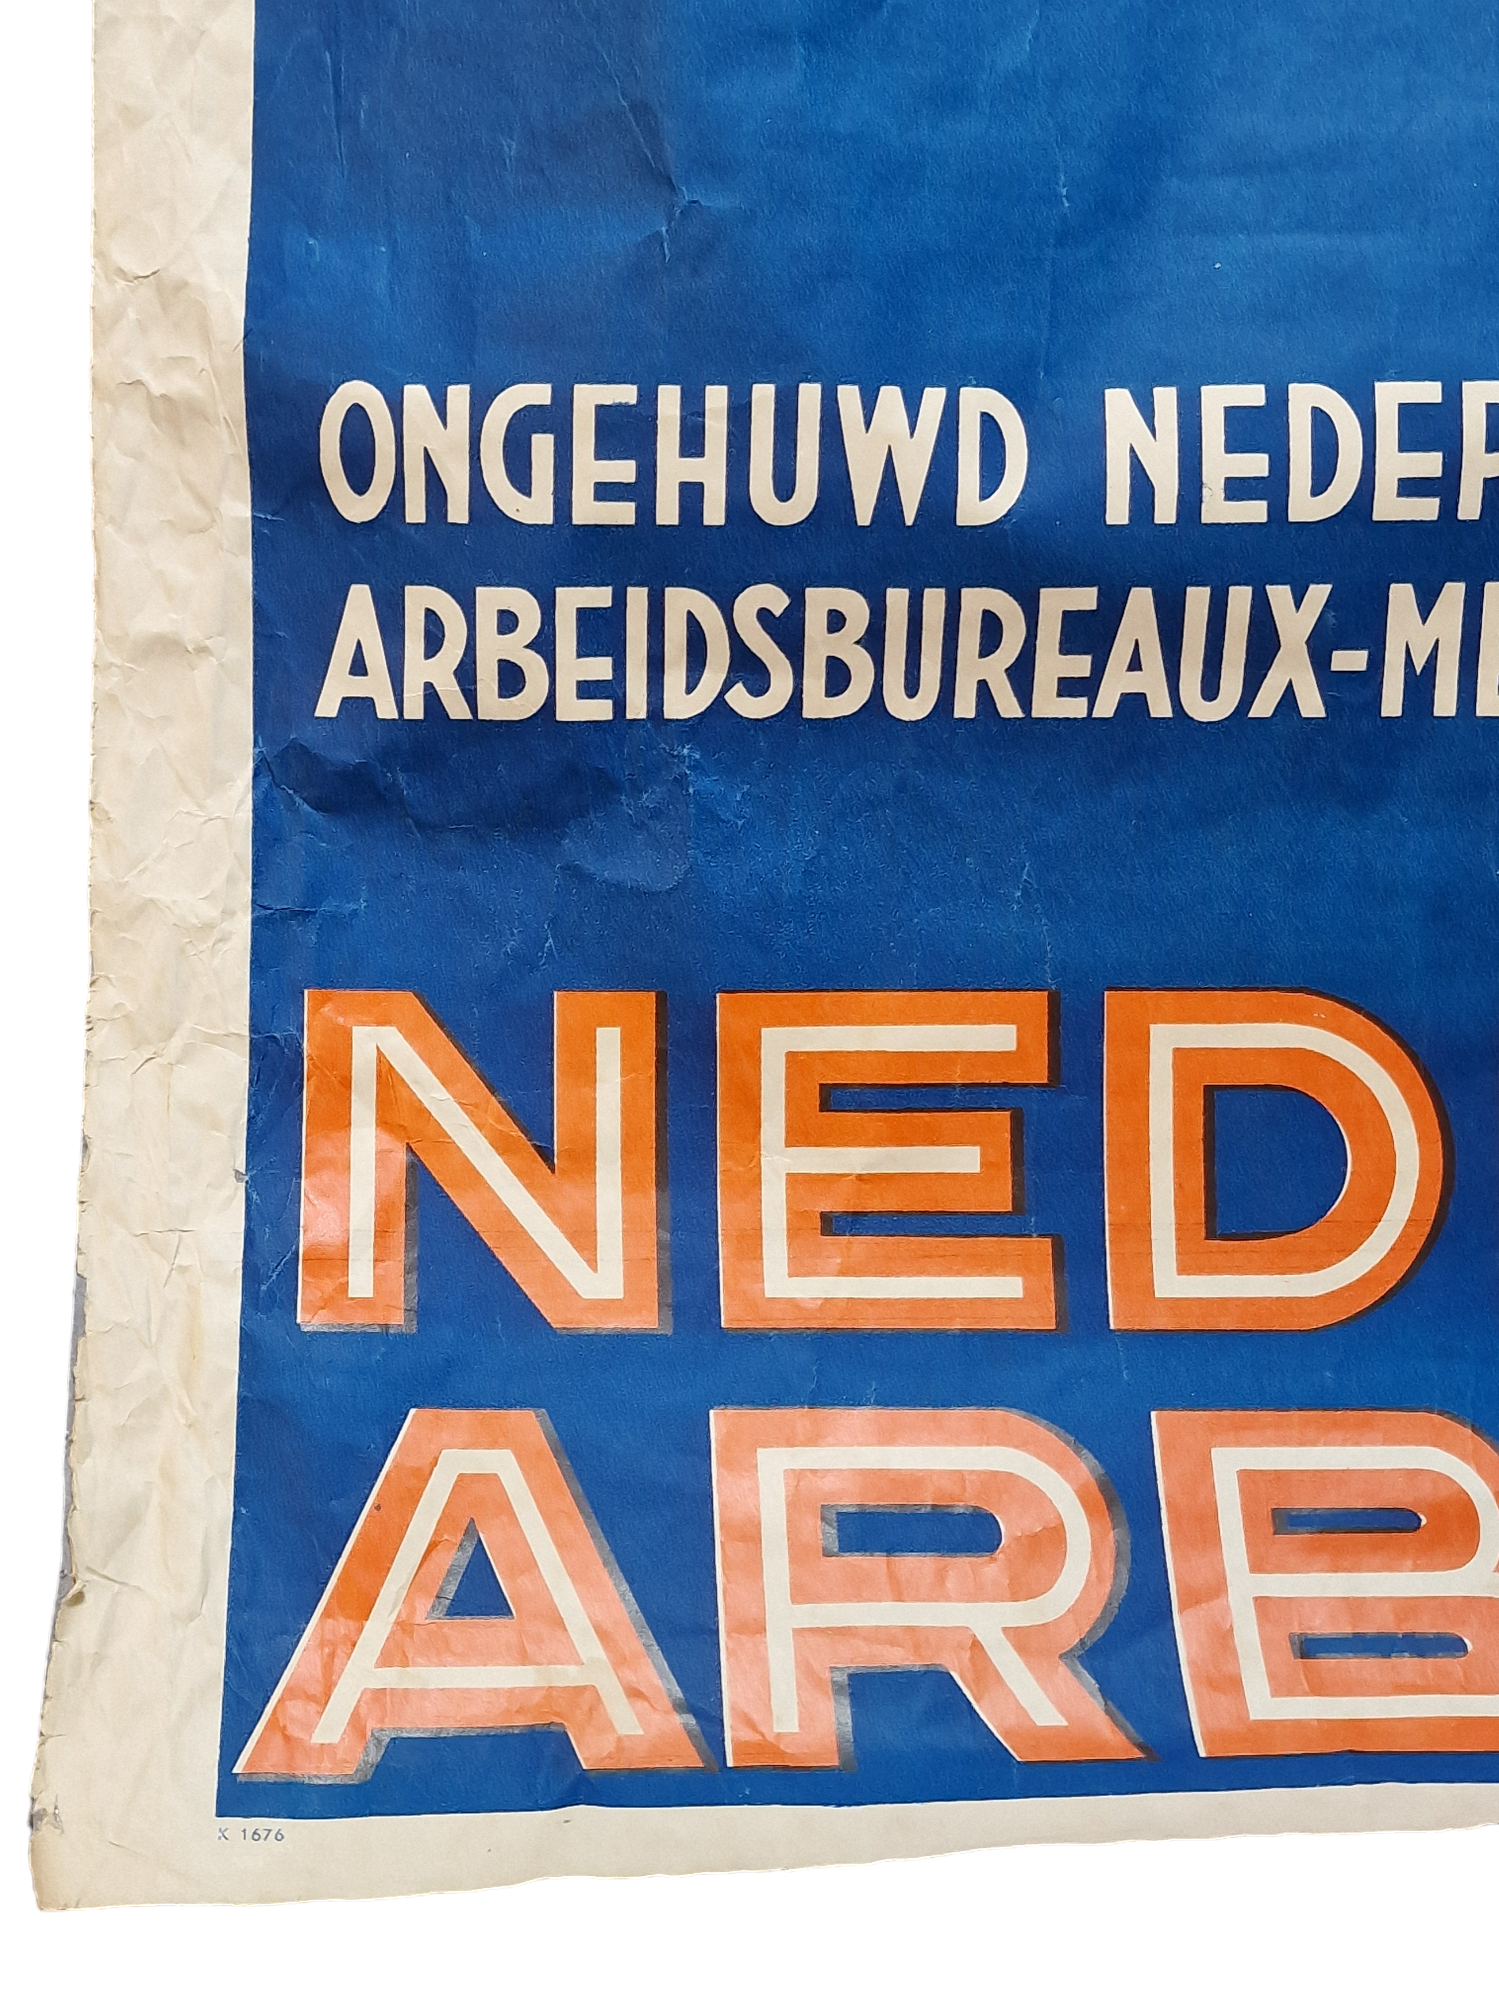 ONGEHUWD NEDER
ARBEIDSBUREAUX-ME
NED
ARB
K 1676